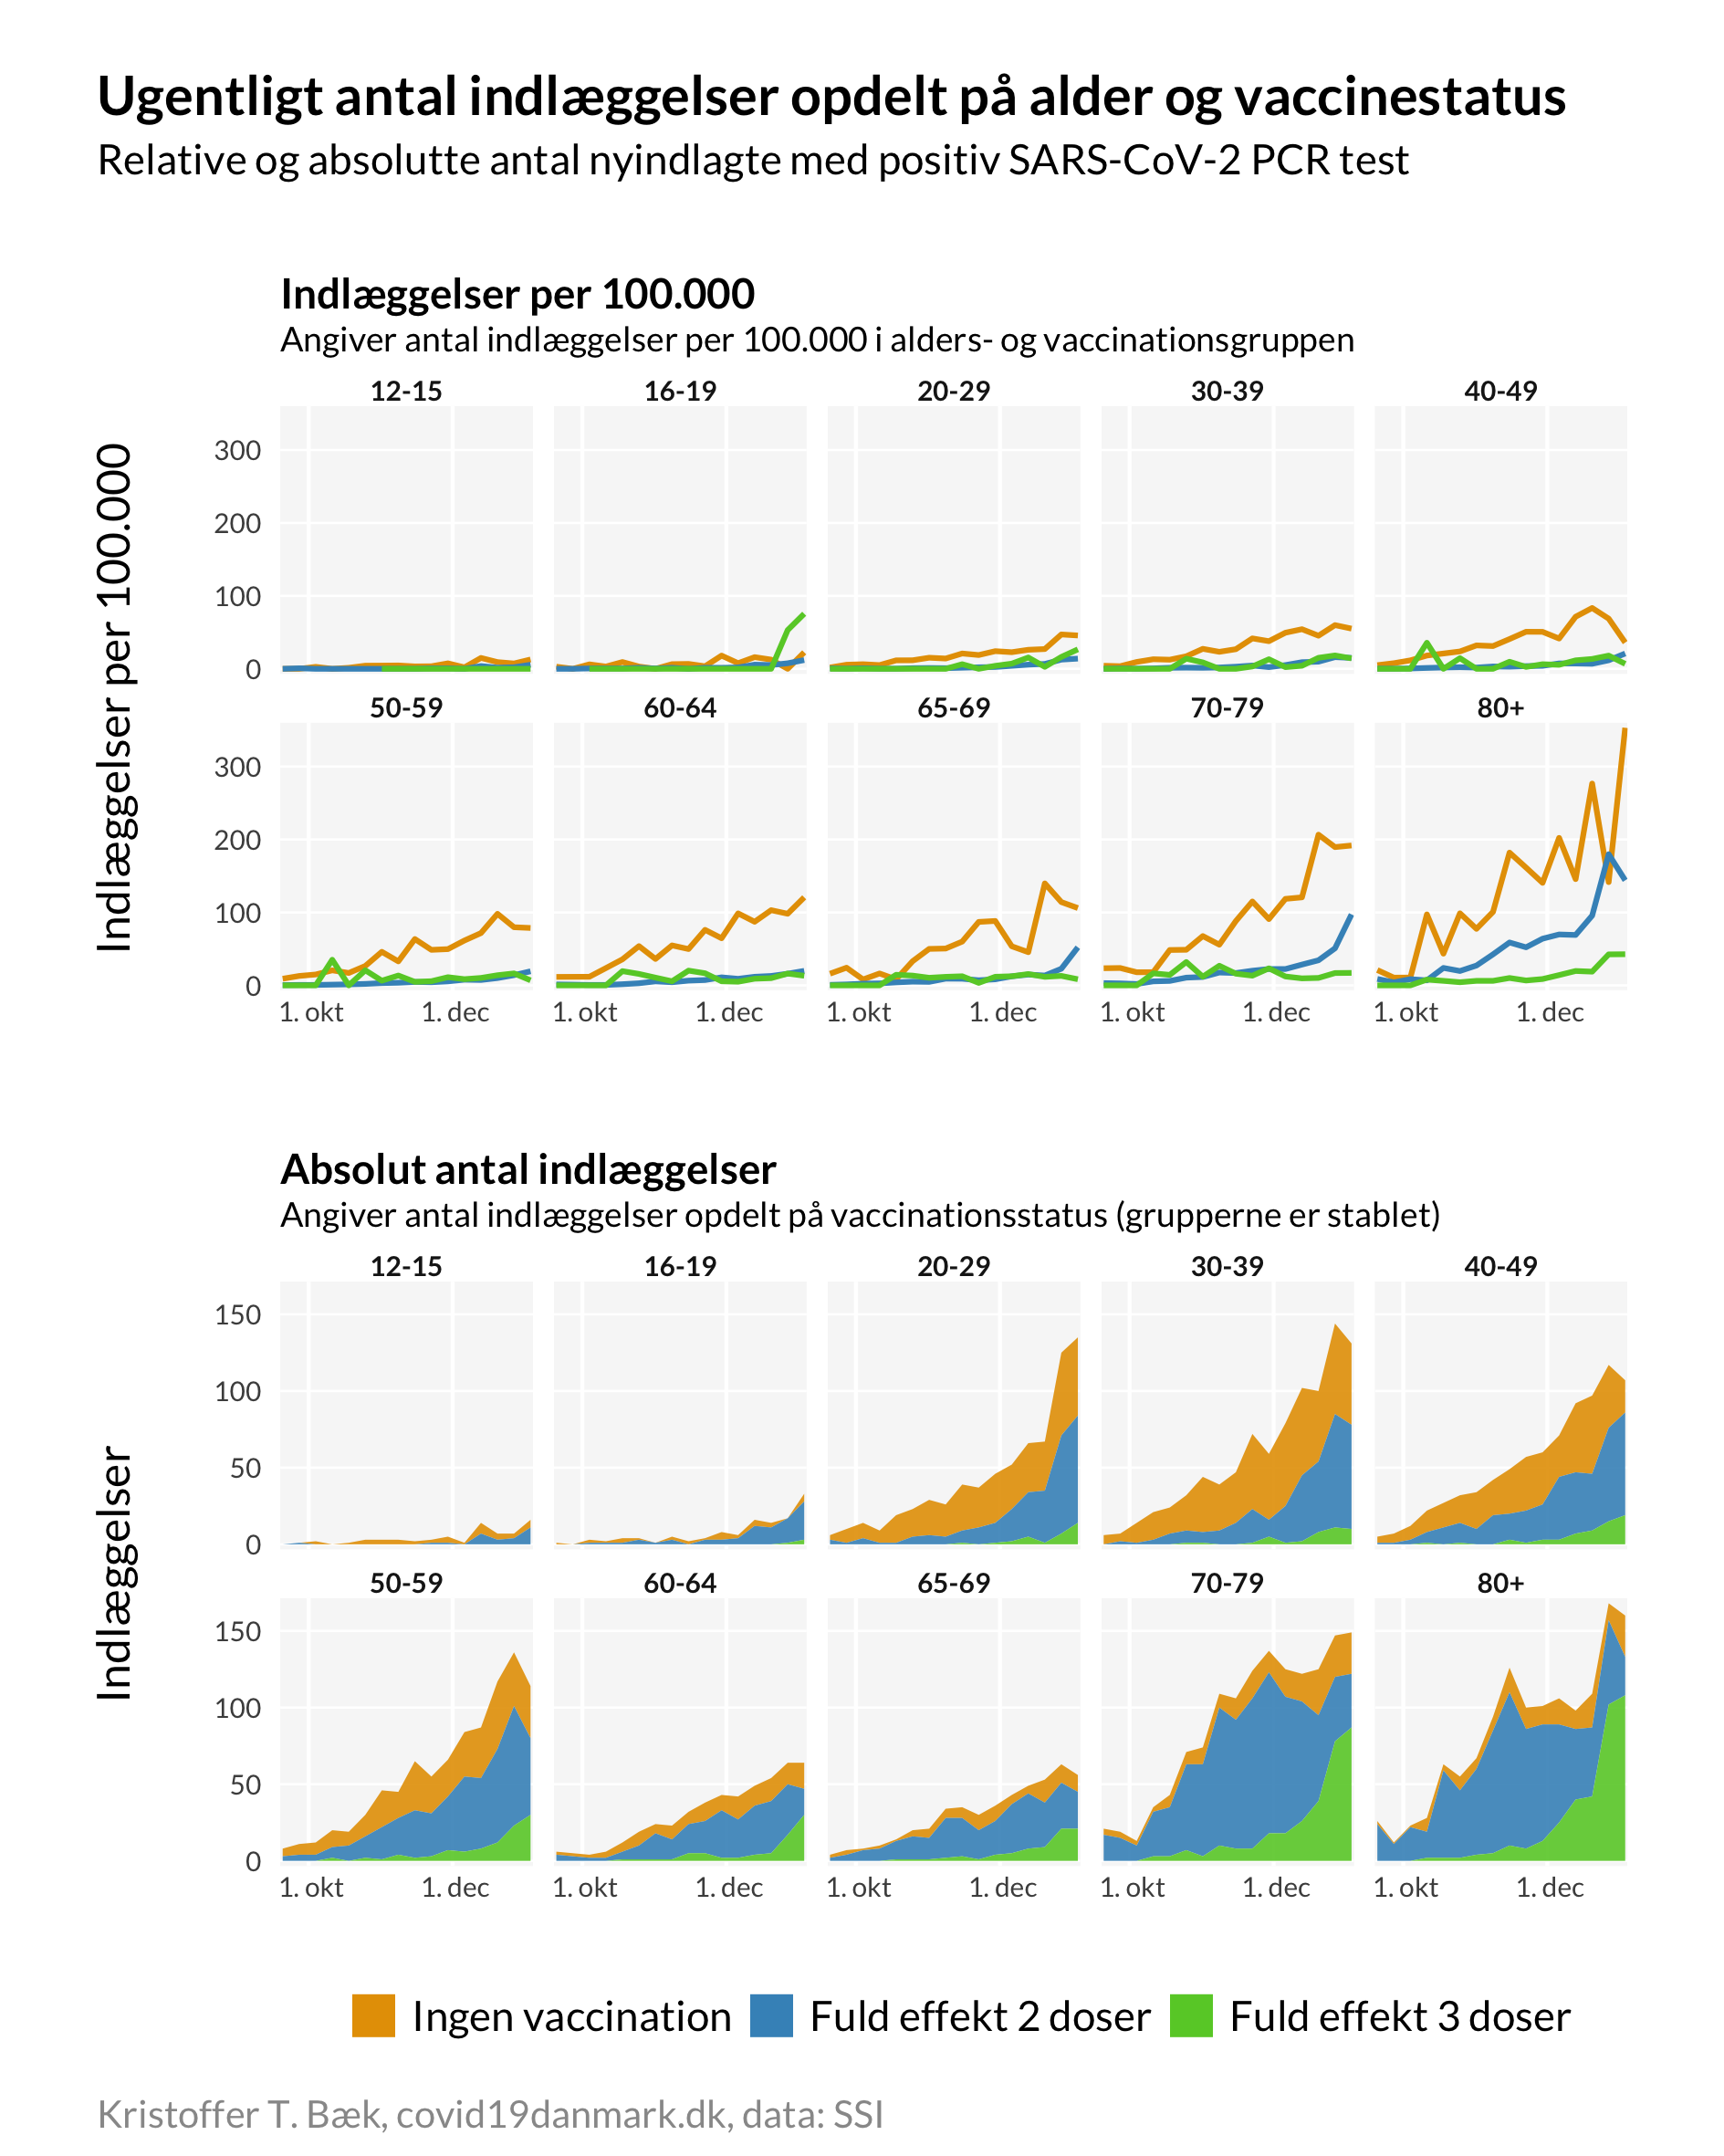 Ugentligt antal indlæggelser opdelt på alder og vaccinestatus
Relative og absolutte antal nyindlagte med positiv SARS-CoV-2 PCR test
Indlæggelser per 100.000
Angiver antal indlæggelser per 100.000 i alders- og vaccinationsgruppen
Indlæggelser per 100.000
12-15 16-19 20-29 30-39 40-49
300
200
100
0
50-59 60-64 65-69 70-79 80+
300
200
100
0
1. okt 1. dec 1. okt 1. dec 1. okt 1. dec 1. okt 1. dec 1. okt 1. dec
Absolut antal indlæggelser
Angiver antal indlæggelser opdelt på vaccinationsstatus (grupperne er stablet)
Indlæggelser
12-15 16-19 20-29 30-39 40-49
150
100
50
0
50-59 60-64 65-69 70-79 80+
150
100
50
0
1. okt 1. dec 1. okt 1. dec 1. okt 1. dec 1. okt 1. dec 1. okt 1. dec
Ingen vaccination Fuld effekt 2 doser Fuld effekt 3 doser
Kristoffer T. Bæk, covid19danmark.dk, data: SSI